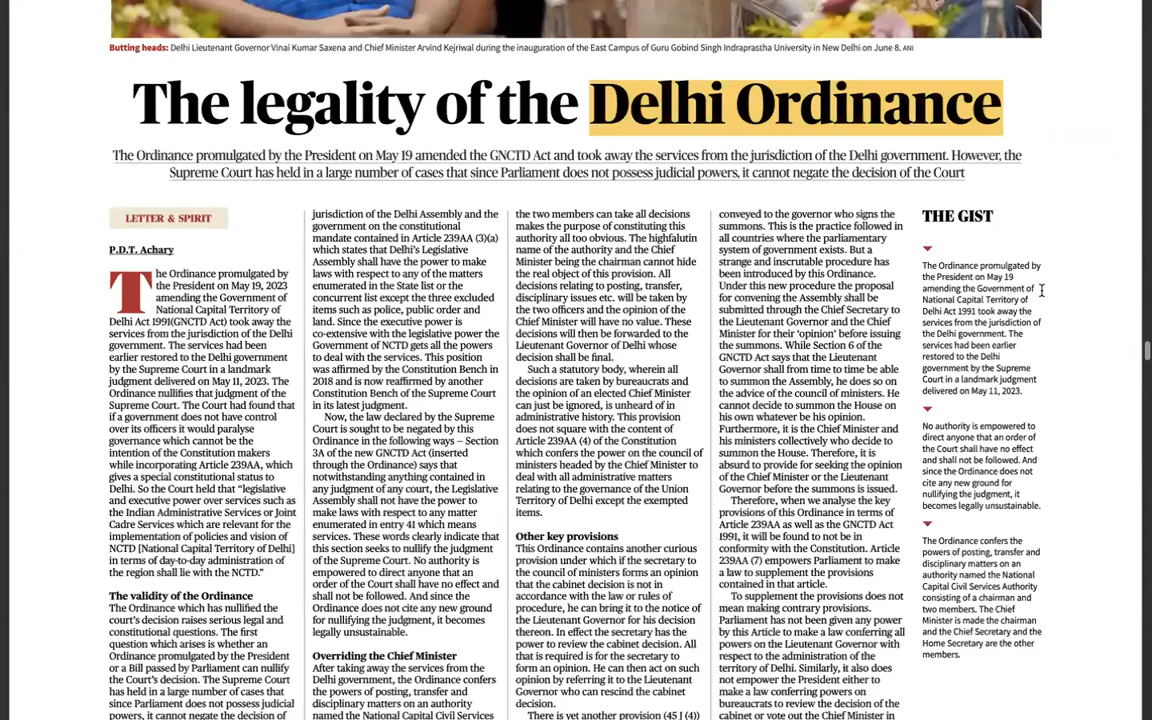 Butting heads: Delhi Lieutenant Governor Vinai Kumar Saxena and Chief Minister Arvind Kejriwal during the inauguration of the East Campus of Guru Gobind Singh Indraprastha University in New Delhi on June 8. ANI
The legality of the Delhi Ordinance
The Ordinance promulgated by the President on May 19 amended the GNCTD Act and took away the services from the jurisdiction of the Delhi government. However, the
Supreme Court has held in a large number of cases that since Parliament does not possess judicial powers, it cannot negate the decision of the Court
LETTER & SPIRIT
P.D.T. Achary
The Ordinance promulgated by
the President on May 19, 2023
amending the Government of
National Capital Territory of
Delhi Act 1991(GNCTD Act) took away the
services from the jurisdiction of the Delhi
government. The services had been
earlier restored to the Delhi government
by the Supreme Court in a landmark
judgment delivered on May 11, 2023. The
Ordinance nullifies that judgment of the
Supreme Court. The Court had found that
if a government does not have control
over its officers it would paralyse
governance which cannot be the
intention of the Constitution makers
while incorporating Article 239AA, which
gives a special constitutional status to
Delhi. So the Court held that “legislative
and executive power over services such as
the Indian Administrative Services or Joint
Cadre Services which are relevant for the
implementation of policies and vision of
NCTD [National Capital Territory of Delhi]
in terms of day-to-day administration of
the region shall lie with the NCTD.”
The validity of the Ordinance
The Ordinance which has nullified the
court’s decision raises serious legal and
constitutional questions. The first
question which arises is whether an
Ordinance promulgated by the President
or a Bill passed by Parliament can nullify
the Court’s decision. The Supreme Court
has held in a large number of cases that
since Parliament does not possess judicial
powers, it cannot negate the decision of
jurisdiction of the Delhi Assembly and the
government on the constitutional
mandate contained in Article 239AA (3)(a)
which states that Delhi’s Legislative
Assembly shall have the power to make
laws with respect to any of the matters
enumerated in the State list or the
concurrent list except the three excluded
items such as police, public order and
land. Since the executive power is
co-extensive with the legislative power the
Government of NCTD gets all the powers
to deal with the services. This position
was affirmed by the Constitution Bench in
2018 and is now reaffirmed by another
Constitution Bench of the Supreme Court
in its latest judgment.
Now, the law declared by the Supreme
Court is sought to be negated by this
Ordinance in the following ways — Section
3A of the new GNCTD Act (inserted
through the Ordinance) says that
notwithstanding anything contained in
any judgment of any court, the Legislative
Assembly shall not have the power to
make laws with respect to any matter
enumerated in entry 41 which means
services. These words clearly indicate that
this section seeks to nullify the judgment
of the Supreme Court. No authority is
empowered to direct anyone that an
order of the Court shall have no effect and
shall not be followed. And since the
Ordinance does not cite any new ground
for nullifying the judgment, it becomes
legally unsustainable.
Overriding the Chief Minister
After taking away the services from the
Delhi government, the Ordinance confers
the powers of posting, transfer and
disciplinary matters on an authority
named the National Capital Civil Services
the two members can take all decisions
makes the purpose of constituting this
authority all too obvious. The highfalutin
name of the authority and the Chief
Minister being the chairman cannot hide
the real object of this provision. All
decisions relating to posting, transfer,
disciplinary issues etc. will be taken by
the two officers and the opinion of the
Chief Minister will have no value. These
decisions will then be forwarded to the
Lieutenant Governor of Delhi whose
decision shall be final.
Such a statutory body, wherein all
decisions are taken by bureaucrats and
the opinion of an elected Chief Minister
can just be ignored, is unheard of in
administrative history. This provision
does not square with the content of
Article 239AA (4) of the Constitution
which confers the power on the council of
ministers headed by the Chief Minister to
deal with all administrative matters
relating to the governance of the Union
Territory of Delhi except the exempted
items.
Other key provisions
This Ordinance contains another curious
provision under which if the secretary to
the council of ministers forms an opinion
that the cabinet decision is not in
accordance with the law or rules of
procedure, he can bring it to the notice of
the Lieutenant Governor for his decision
thereon. In effect the secretary has the
power to review the cabinet decision. All
that is required is for the secretary to
form an opinion. He can then act on such
opinion by referring it to the Lieutenant
Governor who can rescind the cabinet
decision.
There is yet another provision (45 J (4))
conveyed to the governor who signs the
summons. This is the practice followed in
all countries where the parliamentary
system of government exists. But a
strange and inscrutable procedure has
been introduced by this Ordinance.
Under this new procedure the proposal
for convening the Assembly shall be
submitted through the Chief Secretary to
the Lieutenant Governor and the Chief
Minister for their ‘opinion’ before issuing
the summons. While Section 6 of the
GNCTD Act says that the Lieutenant
Governor shall from time to time be able
to summon the Assembly, he does so on
the advice of the council of ministers. He
cannot decide to summon the House on
his own whatever be his opinion.
Furthermore, it is the Chief Minister and
his ministers collectively who decide to
summon the House. Therefore, it is
absurd to provide for seeking the opinion
of the Chief Minister or the Lieutenant
Governor before the summons is issued.
Therefore, when we analyse the key
provisions of this Ordinance in terms of
Article 239AA as well as the GNCTD Act
1991, it will be found to not be in
conformity with the Constitution. Article
239AA (7) empowers Parliament to make
a law to supplement the provisions
contained in that article.
To supplement the provisions does not
mean making contrary provisions.
Parliament has not been given any power
by this Article to make a law conferring all
powers on the Lieutenant Governor with
respect to the administration of the
territory of Delhi. Similarly, it also does
not empower the President either to
make a law conferring powers on
bureaucrats to review the decision of the
cabinet or vote out the Chief Minister in
THE GIST
The Ordinance promulgated by
the President on May 19
amending the Government of
National Capital Territory of
Delhi Act 1991 took away the
services from the jurisdiction of
the Delhi government. The
services had been earlier
restored to the Delhi
government by the Supreme
Court in a landmark judgment
delivered on May 11, 2023.
No authority is empowered to
direct anyone that an order of
the Court shall have no effect
and shall not be followed. And
since the Ordinance does not
cite any new ground for
nullifying the judgment, it
becomes legally unsustainable.
The Ordinance confers the
powers of posting, transfer and
disciplinary matters on an
authority named the National
Capital Civil Services Authority
consisting of a chairman and
two members. The Chief
Minister is made the chairman
and the Chief Secretary and the
Home Secretary are the other
members.